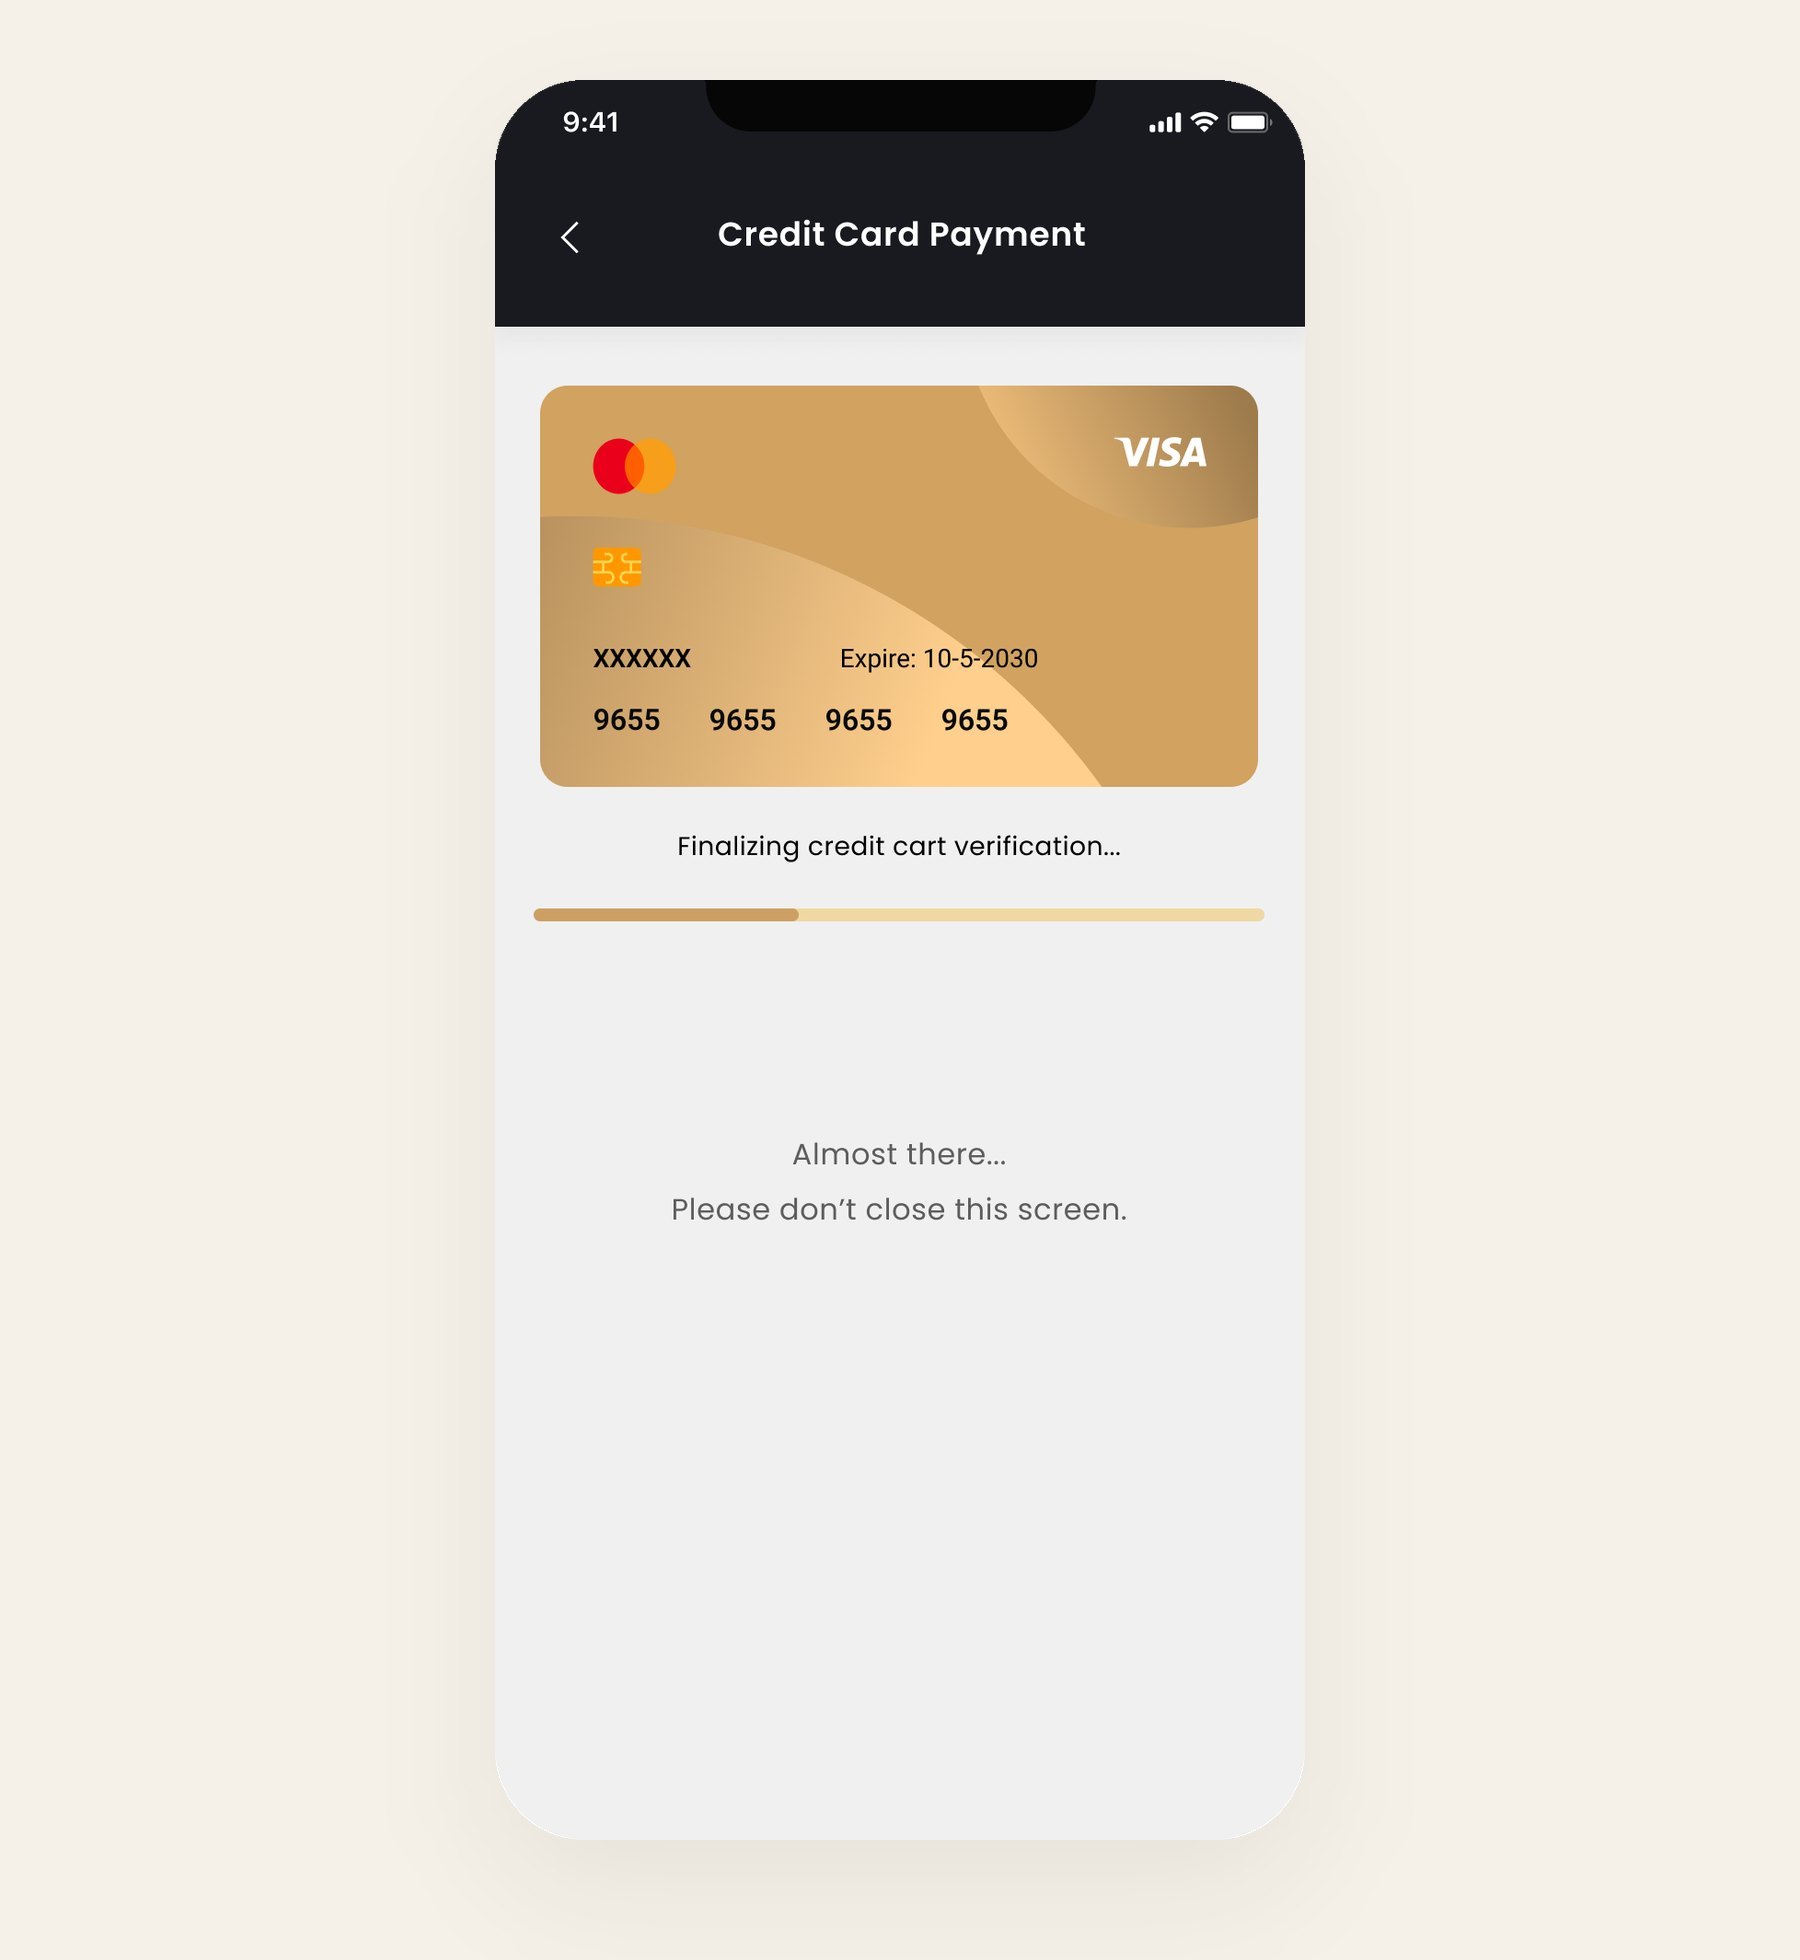 9:41
Credit Card Payment
VISA
XXXXXX Expire: 10-5-2030
9655 9655 9655 9655
Finalizing credit cart verification...
Almost there...
Please don’t close this screen.